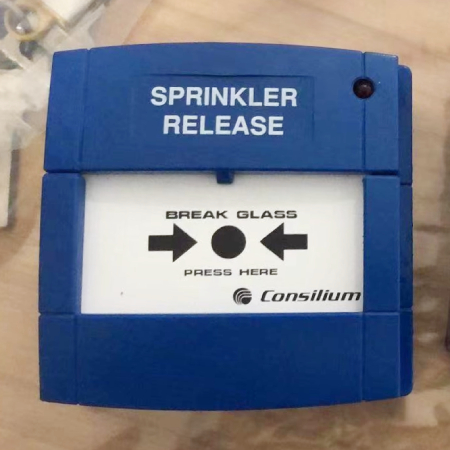 SPRINKLER
RELEASE
BREAK GLASS
PRESS HERE
Consilium